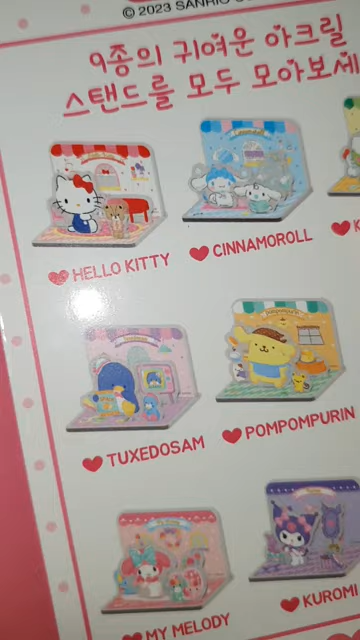 © 2023 SANRIO
9종의 귀여운 아크릴
스탠드를 모두 모아보세
HELLO KITTY
CINNAMOROLL
TUXEDOSAM
POMPOMPURIN
MY MELODY
KUROMI